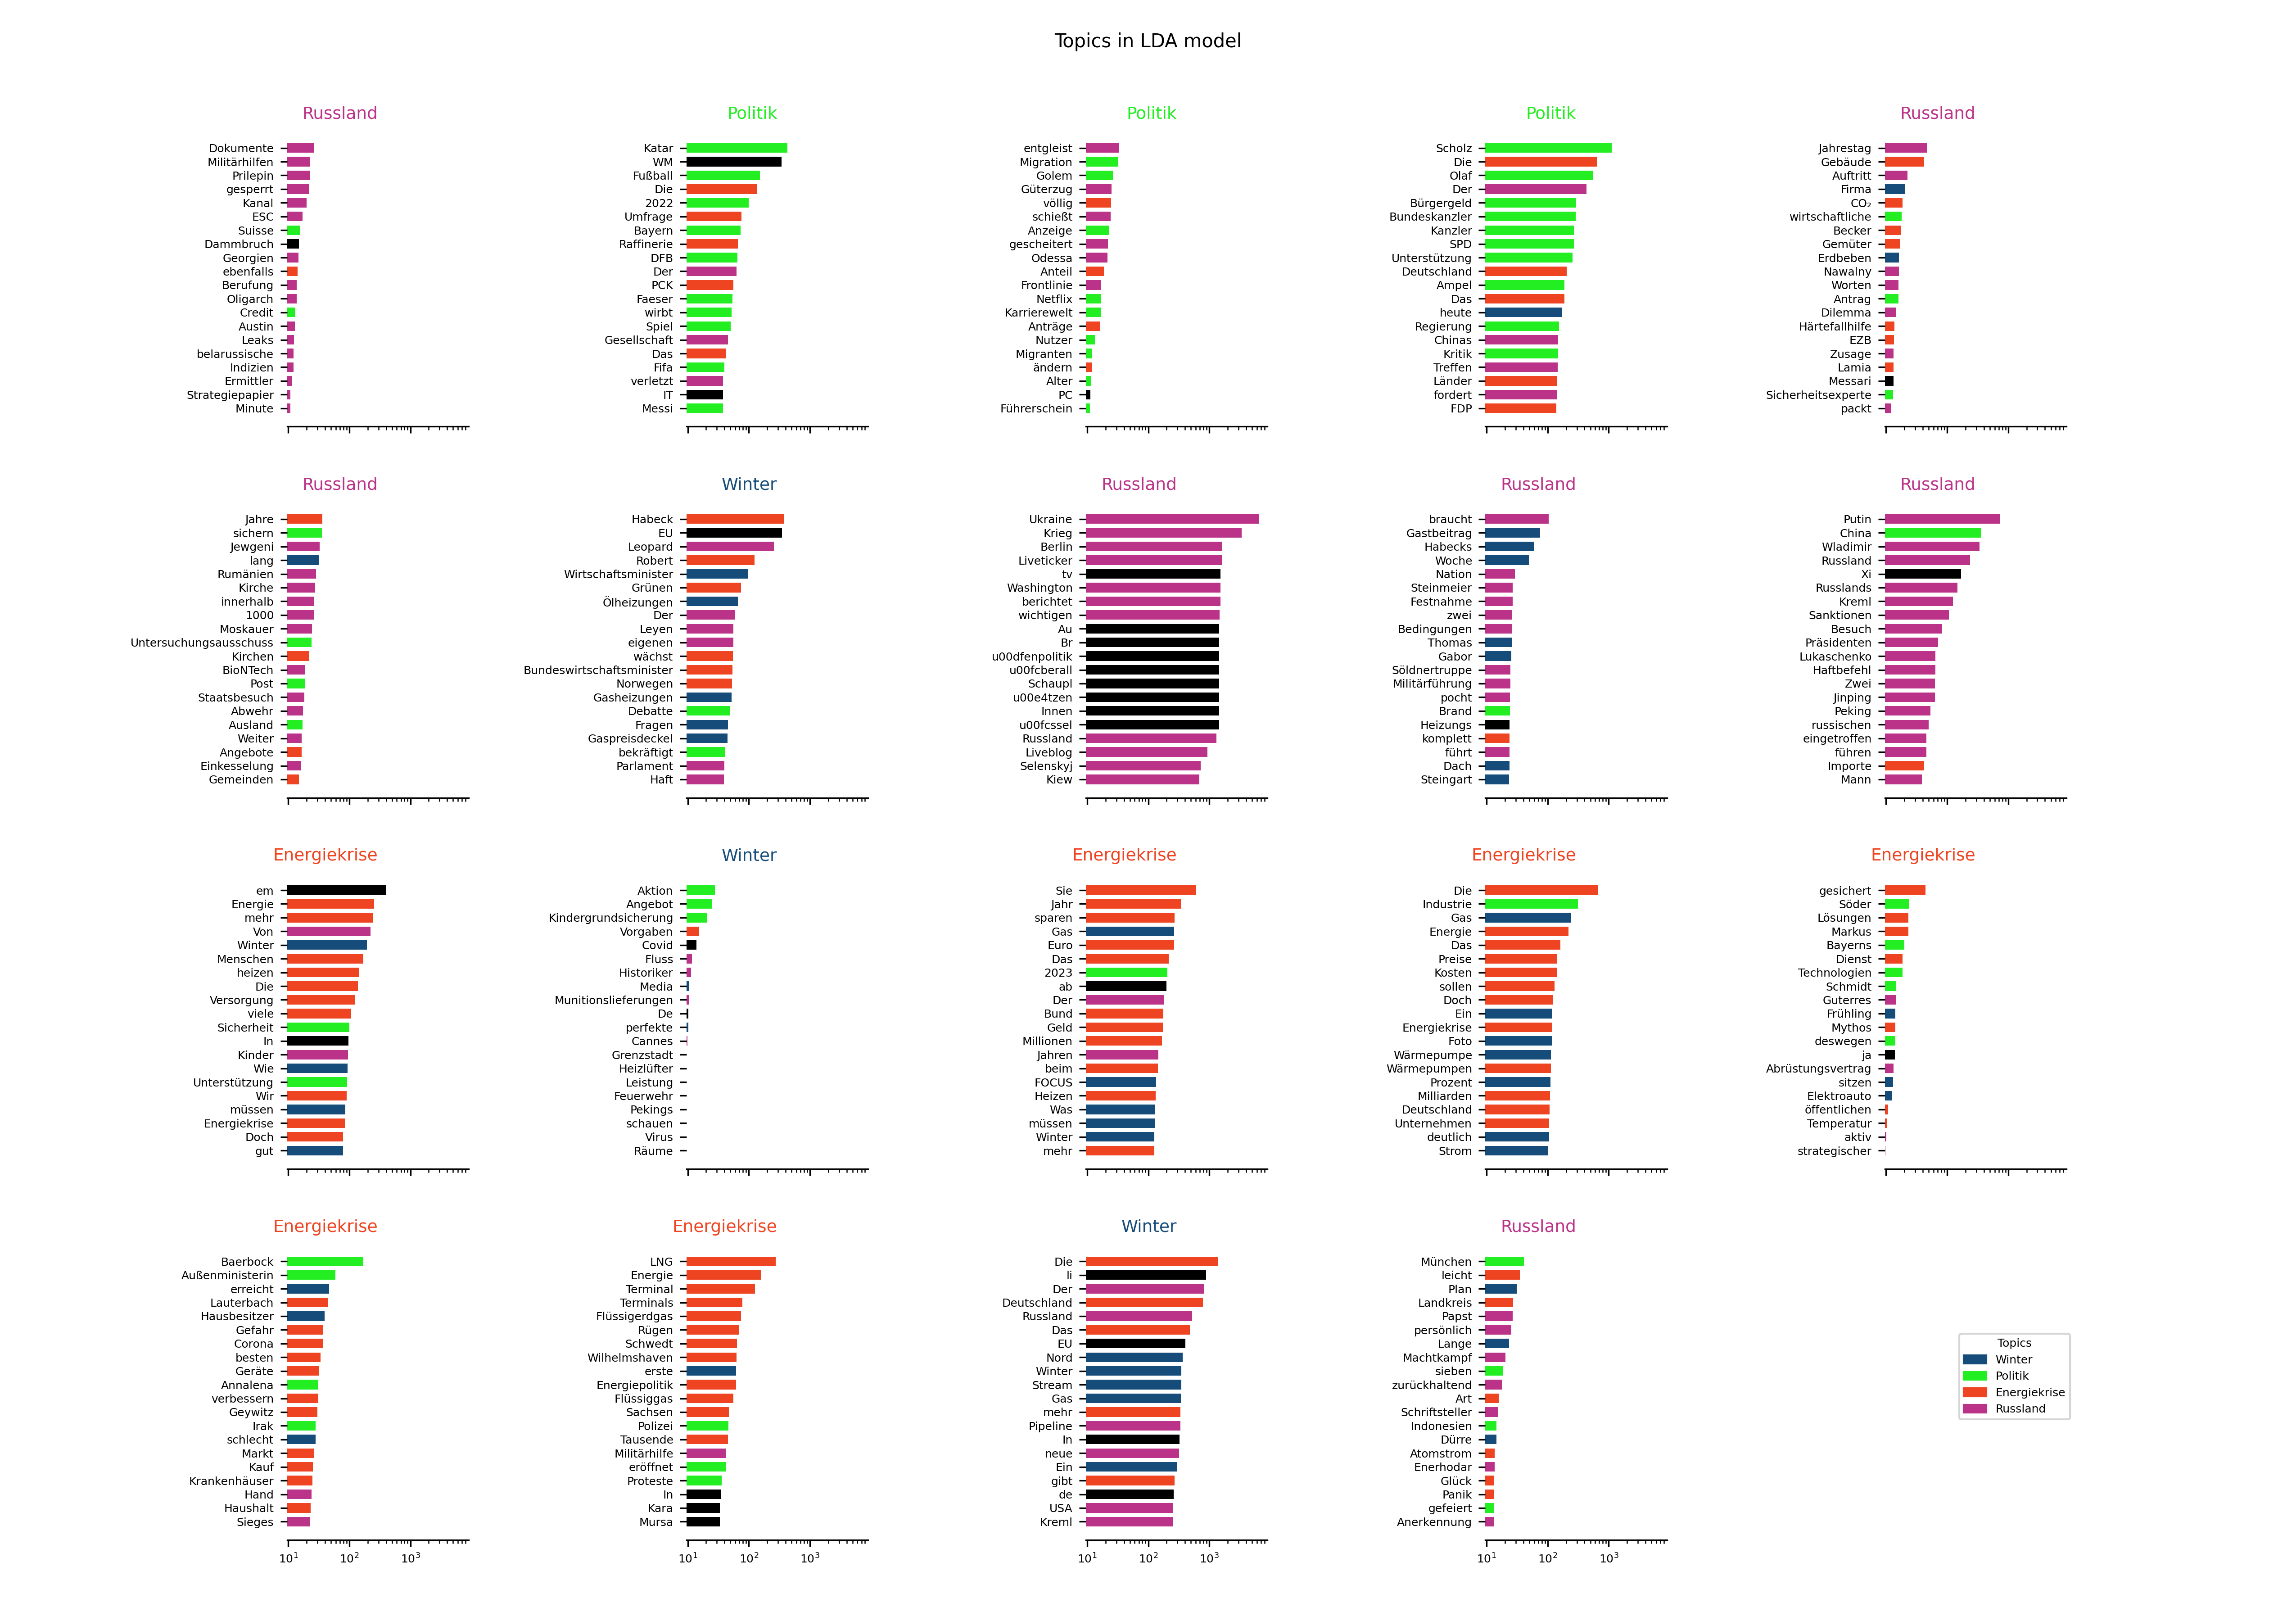 Topics in LDA model
Russland
Dokumente
Militärhilfen
Prilepin
gesperrt
Kanal
ESC
Suisse
Dammbruch
Georgien
ebenfalls
Berufung
Oligarch
Credit
Austin
Leaks
belarussische
Indizien
Ermittler
Strategiepapier
Minute
Politik
Katar
WM
Fußball
Die
2022
Umfrage
Bayern
Raffinerie
DFB
Der
PCK
Faeser
wirbt
Spiel
Gesellschaft
Das
Fifa
verletzt
IT
Messi
Politik
entgleist
Migration
Golem
Güterzug
völlig
schießt
Anzeige
gescheitert
Odessa
Anteil
Frontlinie
Netflix
Karrierewelt
Anträge
Nutzer
Migranten
ändern
Alter
PC
Führerschein
Politik
Scholz
Die
Olaf
Der
Bürgergeld
Bundeskanzler
Kanzler
SPD
Unterstützung
Deutschland
Ampel
Das
heute
Regierung
Chinas
Kritik
Treffen
Länder
fordert
FDP
Russland
Jahrestag
Gebäude
Auftritt
Firma
CO₂
wirtschaftliche
Becker
Gemüter
Erdbeben
Nawalny
Worten
Antrag
Dilemma
Härtefallhilfe
EZB
Zusage
Lamia
Messari
Sicherheitsexperte
packt
Russland
Jahre
sichern
Jewgeni
lang
Rumänien
Kirche
innerhalb
1000
Moskauer
Untersuchungsausschuss
Kirchen
BioNTech
Post
Staatsbesuch
Abwehr
Ausland
Weiter
Angebote
Einkesselung
Gemeinden
Winter
Habeck
EU
Leopard
Robert
Wirtschaftsminister
Grünen
Ölheizungen
Der
Leyen
eigenen
wächst
Bundeswirtschaftsminister
Norwegen
Gasheizungen
Debatte
Fragen
Gaspreisdeckel
bekräftigt
Parlament
Haft
Russland
Ukraine
Krieg
Berlin
Liveticker
tv
Washington
berichtet
wichtigen
Au
Br
u00dfenpolitik
u00fcberall
Schaupl
u00e4tzen
Innen
u00fcssel
Russland
Liveblog
Selenskyj
Kiew
Russland
braucht
Gastbeitrag
Habecks
Woche
Nation
Steinmeier
Festnahme
zwei
Bedingungen
Thomas
Gabor
Söldnertruppe
Militärführung
pocht
Brand
Heizungs
komplett
führt
Dach
Steingart
Russland
Putin
China
Wladimir
Russland
Xi
Russlands
Kreml
Sanktionen
Besuch
Präsidenten
Lukaschenko
Haftbefehl
Zwei
Jinping
Peking
russischen
eingetroffen
führen
Importe
Mann
Energiekrise
em
Energie
mehr
Von
Winter
Menschen
heizen
Die
Versorgung
viele
Sicherheit
In
Kinder
Wie
Unterstützung
Wir
müssen
Energiekrise
Doch
gut
Winter
Aktion
Angebot
Kindergrundsicherung
Vorgaben
Covid
Fluss
Historiker
Media
Munitionslieferungen
De
perfekte
Cannes
Grenzstadt
Heizlüfter
Leistung
Feuerwehr
Pekings
schauen
Virus
Räume
Energiekrise
Sie
Jahr
sparen
Gas
Euro
Das
2023
ab
Der
Bund
Geld
Millionen
Jahren
beim
FOCUS
Heizen
Was
müssen
Winter
mehr
Energiekrise
Die
Industrie
Gas
Energie
Das
Preise
Kosten
sollen
Doch
Ein
Energiekrise
Foto
Wärmepumpe
Wärmepumpen
Prozent
Milliarden
Deutschland
Unternehmen
deutlich
Strom
Energiekrise
gesichert
Söder
Lösungen
Markus
Bayerns
Dienst
Technologien
Schmidt
Guterres
Frühling
Mythos
deswegen
ja
Abrüstungsvertrag
sitzen
Elektroauto
öffentlichen
Temperatur
aktiv
strategischer
Energiekrise
Baerbock
Außenministerin
erreicht
Lauterbach
Hausbesitzer
Gefahr
Corona
besten
Geräte
Annalena
verbessern
Geywitz
Irak
schlecht
Markt
Kauf
Krankenhäuser
Hand
Haushalt
Sieges
10¹ 10² 10³
Energiekrise
LNG
Energie
Terminal
Terminals
Flüssigerdgas
Rügen
Schwedt
Wilhelmshaven
erste
Energiepolitik
Flüssiggas
Sachsen
Polizei
Tausende
Militärhilfe
eröffnet
Proteste
In
Kara
Mursa
10¹ 10² 10³
Winter
Die
li
Der
Deutschland
Russland
Das
EU
Nord
Winter
Stream
Gas
mehr
Pipeline
In
neue
Ein
gibt
de
USA
Kreml
10¹ 10² 10³
Russland
München
leicht
Plan
Landkreis
Papst
persönlich
Lange
Machtkampf
sieben
zurückhaltend
Art
Schriftsteller
Indonesien
Dürre
Atomstrom
Enerhodar
Glück
Panik
gefeiert
Anerkennung
10¹ 10² 10³
Topics
Winter
Politik
Energiekrise
Russland